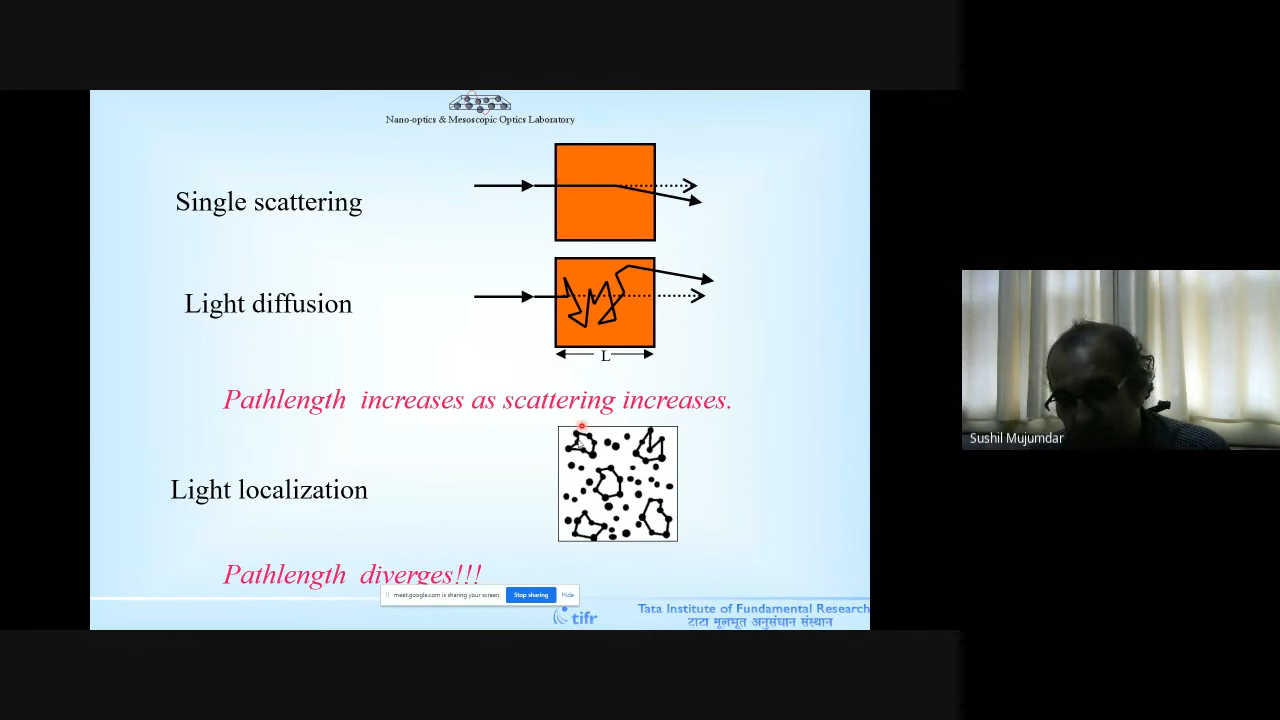 Nano-optics & Mesoscopic Optics Laboratory
Single scattering
Light diffusion
L
Pathlength increases as scattering increases.
Light localization
Sushil Mujumdar
Pathlength diverges!!!
meet.google.com is sharing your screen.
Stop sharing
Hide
tifr
Tata Institute of Fundamental Research
टाटा मूलभूत अनुसंधान संस्थान